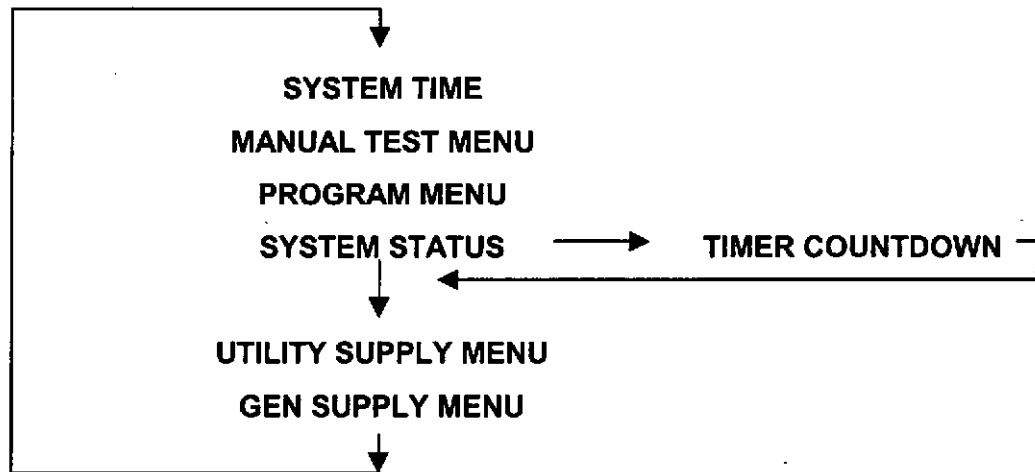 SYSTEM TIME
MANUAL TEST MENU
PROGRAM MENU
SYSTEM STATUS
TIMER COUNTDOWN
UTILITY SUPPLY MENU
GEN SUPPLY MENU